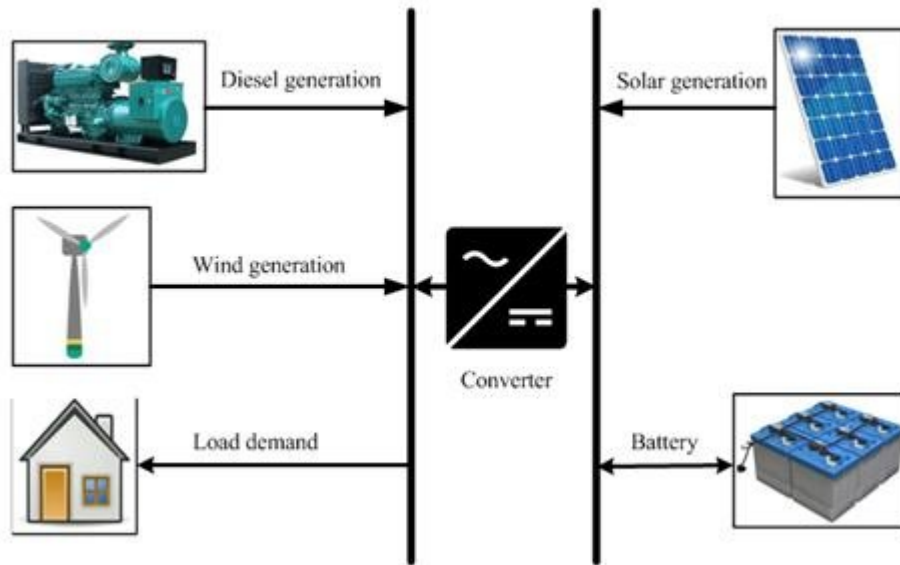 Diesel generation
Solar generation
Wind generation
Converter
Load demand
Battery